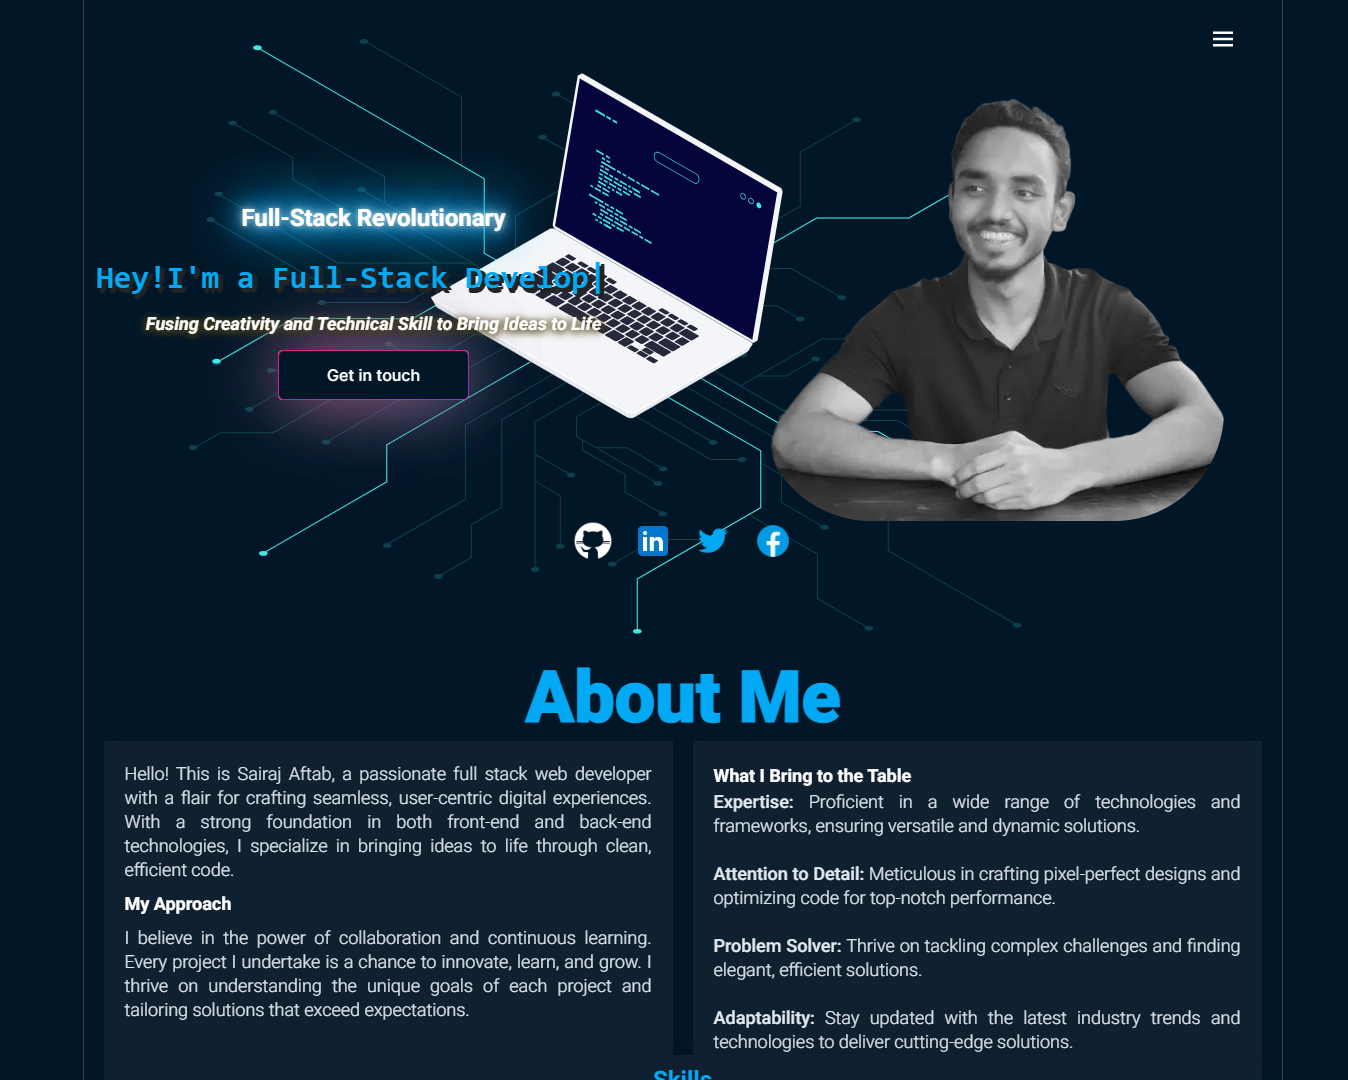 Full-Stack Revolutionary
Hey!I'm a Full-Stack Develop|
Fusing Creativity and Technical Skill to Bring Ideas to Life
Get in touch
in
f
About Me
Hello! This is Sairaj Aftab, a passionate full stack web developer
with a flair for crafting seamless, user-centric digital experiences.
With a strong foundation in both front-end and back-end
technologies, I specialize in bringing ideas to life through clean,
efficient code.
My Approach
I believe in the power of collaboration and continuous learning.
Every project I undertake is a chance to innovate, learn, and grow. I
thrive on understanding the unique goals of each project and
tailoring solutions that exceed expectations.
What I Bring to the Table
Expertise: Proficient in a wide range of technologies and
frameworks, ensuring versatile and dynamic solutions.
Attention to Detail: Meticulous in crafting pixel-perfect designs and
optimizing code for top-notch performance.
Problem Solver: Thrive on tackling complex challenges and finding
elegant, efficient solutions.
Adaptability: Stay updated with the latest industry trends and
technologies to deliver cutting-edge solutions.
Skills